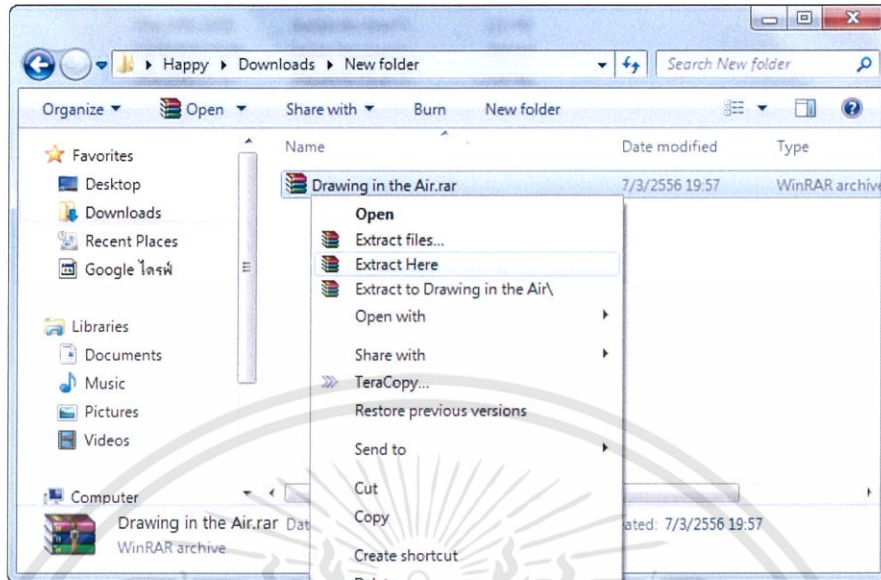 Happy ▸ Downloads ▸ New folder
Search New folder
Organize Open Share with Burn New folder
Name Date modified Type
Favorites
Desktop
Downloads
Recent Places
Google ไดรฟ์
Libraries
Documents
Music
Pictures
Videos
Computer
Drawing in the Air.rar 7/3/2556 19:57 WinRAR archive
Open
Extract files...
Extract Here
Extract to Drawing in the Air\
Open with
Share with
TeraCopy...
Restore previous versions
Send to
Cut
Copy
Create shortcut
Drawing in the Air.rar
7/3/2556 19:57
WinRAR archive